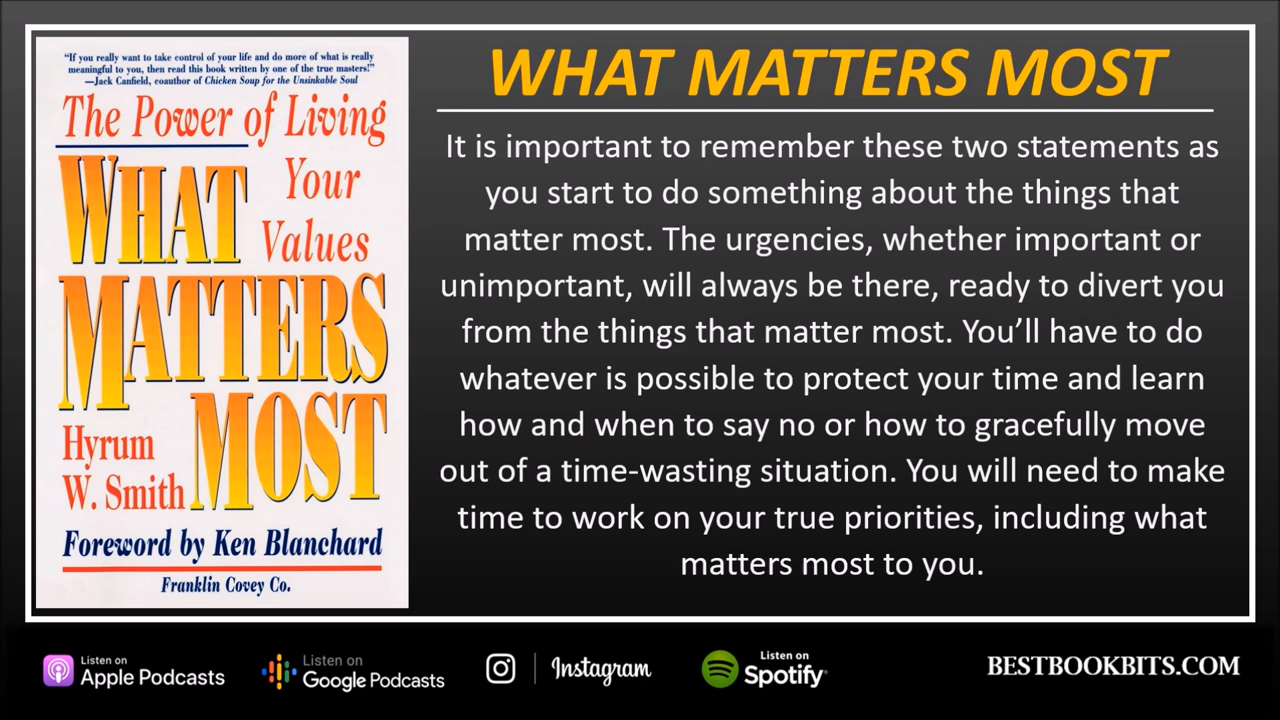 "If you really want to take control of your life and do more of what is really
meaningful to you, then read this book written by one of the true masters!"
—Jack Canfield, coauthor of Chicken Soup for the Unsinkable Soul
The Power of Living
Your
Values
WHAT
MATTERS
MOST
Hyrum
W. Smith
Foreword by Ken Blanchard
Franklin Covey Co.
WHAT MATTERS MOST
It is important to remember these two statements as
you start to do something about the things that
matter most. The urgencies, whether important or
unimportant, will always be there, ready to divert you
from the things that matter most. You’ll have to do
whatever is possible to protect your time and learn
how and when to say no or how to gracefully move
out of a time-wasting situation. You will need to make
time to work on your true priorities, including what
matters most to you.
Listen on
Apple Podcasts
Listen on
Google Podcasts
Instagram
Listen on
Spotify
BESTBOOKBITS.COM